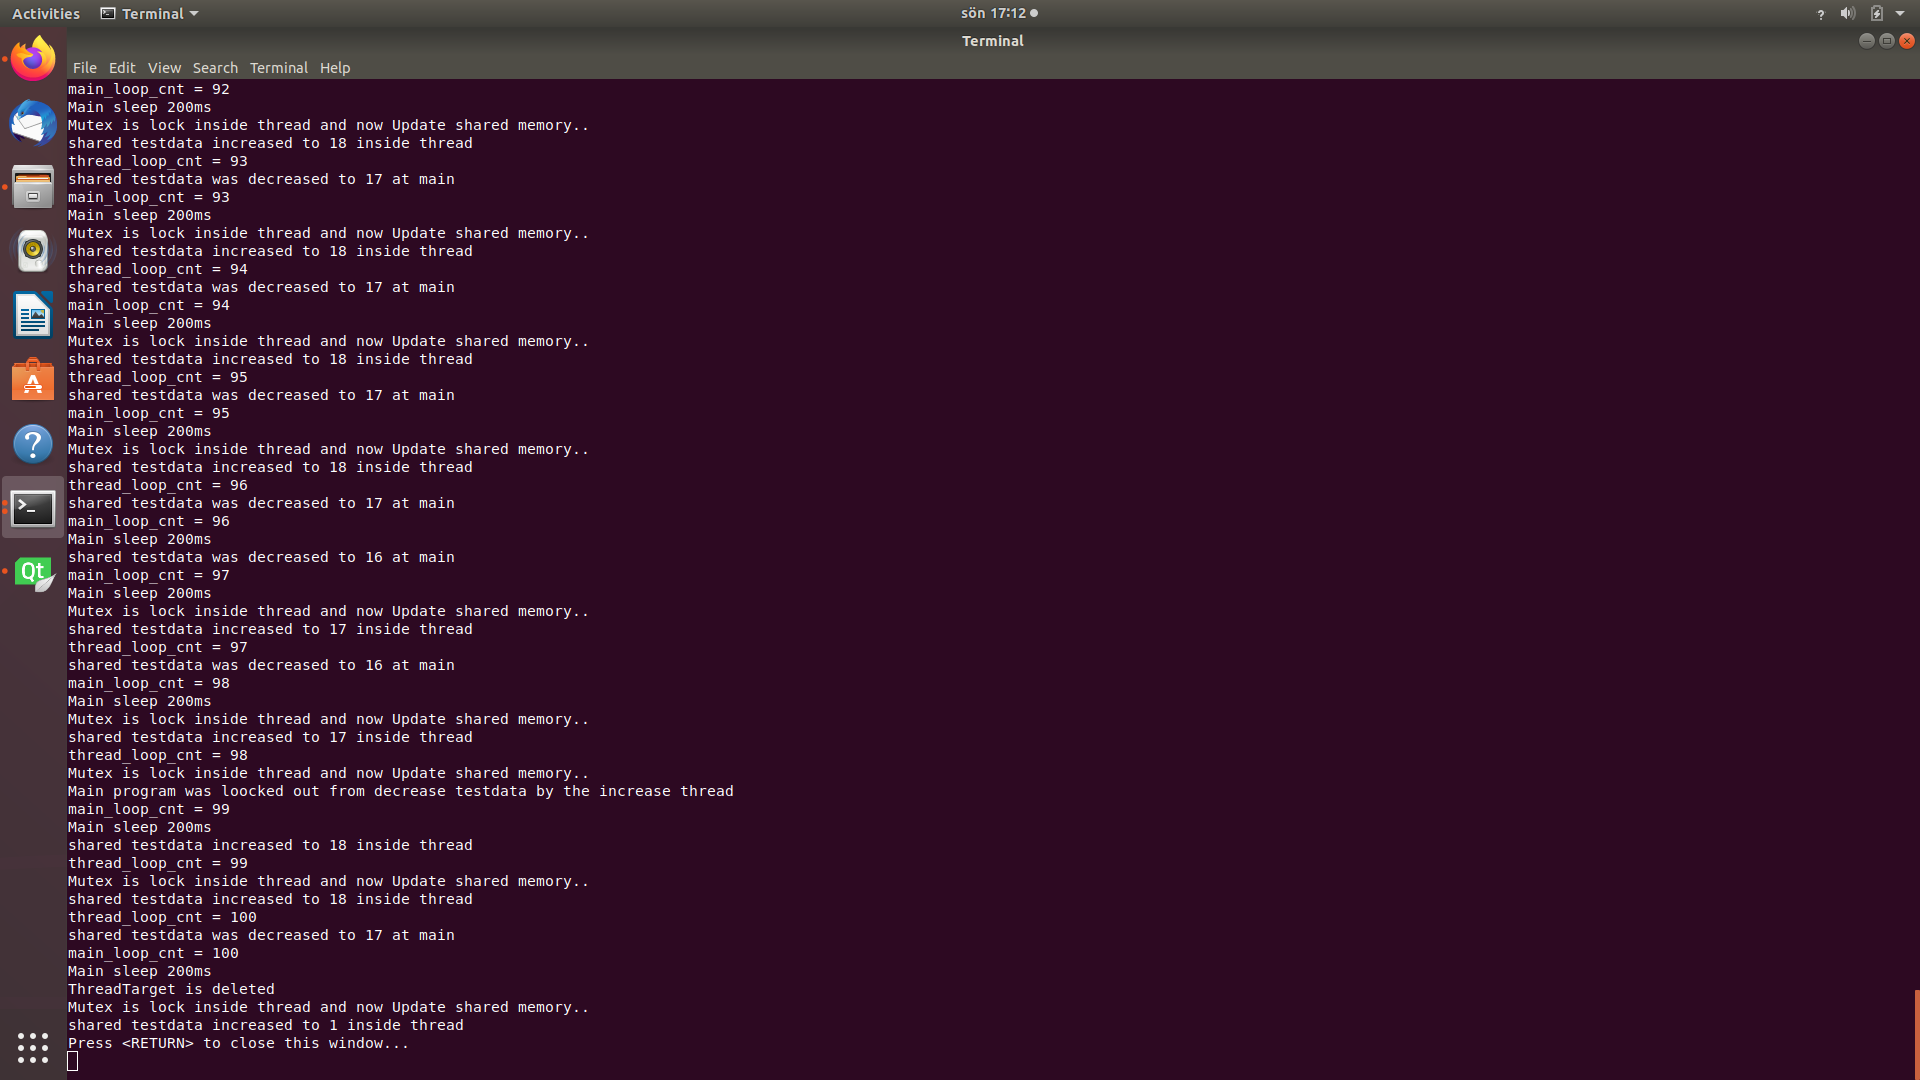 Activities Terminal sön 17:12 ?
Terminal
File Edit View Search Terminal Help
main_loop_cnt = 92
Main sleep 200ms
Mutex is lock inside thread and now Update shared memory..
shared testdata increased to 18 inside thread
thread_loop_cnt = 93
shared testdata was decreased to 17 at main
main_loop_cnt = 93
Main sleep 200ms
Mutex is lock inside thread and now Update shared memory..
shared testdata increased to 18 inside thread
thread_loop_cnt = 94
shared testdata was decreased to 17 at main
main_loop_cnt = 94
Main sleep 200ms
Mutex is lock inside thread and now Update shared memory..
shared testdata increased to 18 inside thread
thread_loop_cnt = 95
shared testdata was decreased to 17 at main
main_loop_cnt = 95
Main sleep 200ms
Mutex is lock inside thread and now Update shared memory..
shared testdata increased to 18 inside thread
thread_loop_cnt = 96
shared testdata was decreased to 17 at main
main_loop_cnt = 96
Main sleep 200ms
shared testdata was decreased to 16 at main
main_loop_cnt = 97
Main sleep 200ms
Mutex is lock inside thread and now Update shared memory..
shared testdata increased to 17 inside thread
thread_loop_cnt = 97
shared testdata was decreased to 16 at main
main_loop_cnt = 98
Main sleep 200ms
Mutex is lock inside thread and now Update shared memory..
shared testdata increased to 17 inside thread
thread_loop_cnt = 98
Mutex is lock inside thread and now Update shared memory..
Main program was loocked out from decrease testdata by the increase thread
main_loop_cnt = 99
Main sleep 200ms
shared testdata increased to 18 inside thread
thread_loop_cnt = 99
Mutex is lock inside thread and now Update shared memory..
shared testdata increased to 18 inside thread
thread_loop_cnt = 100
shared testdata was decreased to 17 at main
main_loop_cnt = 100
Main sleep 200ms
ThreadTarget is deleted
Mutex is lock inside thread and now Update shared memory..
shared testdata increased to 1 inside thread
Press <RETURN> to close this window...
A
?
>_
Qt